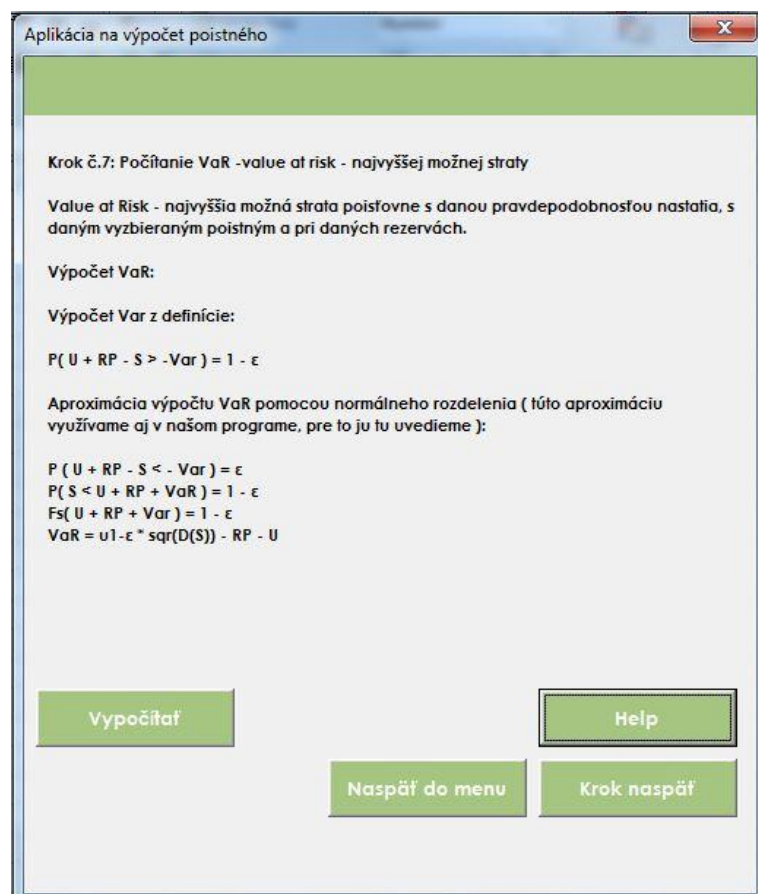 Aplikácia na výpočet poistného
Krok č.7: Počítanie VaR -value at risk - najvyššej možnej straty
Value at Risk - najvyššia možná strata poisťovne s danou pravdepodobnosťou nastatia, s
daným vyzbieraným poistným a pri daných rezervách.
Výpočet VaR:
Výpočet Var z definície:
P( U + RP - S > -Var ) = 1 - ε
Aproximácia výpočtu VaR pomocou normálneho rozdelenia ( túto aproximáciu
využívame aj v našom programe, pre to ju tu uvedieme ):
P ( U + RP - S < - Var ) = ε
P( S < U + RP + VaR ) = 1 - ε
Fs( U + RP + Var ) = 1 - ε
VaR = u1-ε * sqr(D(S)) - RP - U
Vypočítať
Help
Naspäť do menu
Krok naspäť